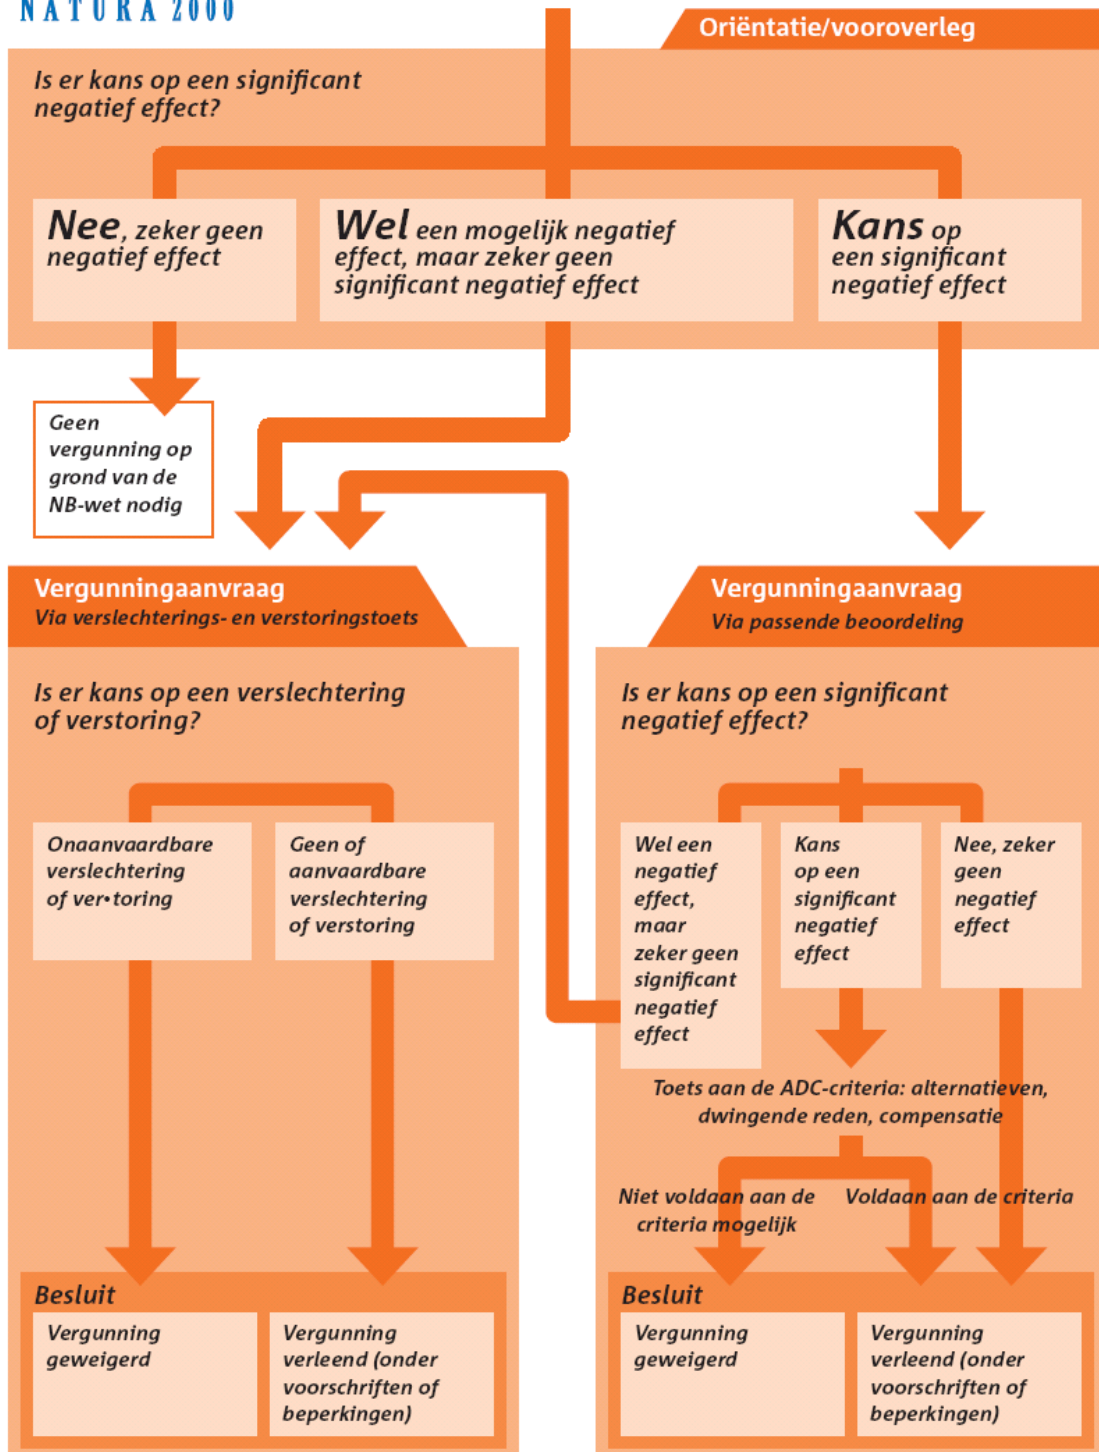 NATURA 2000
Oriëntatie/vooroverleg
Is er kans op een significant
negatief effect?
Nee, zeker geen
negatief effect
Wel een mogelijk negatief
effect, maar zeker geen
significant negatief effect
Kans op
een significant
negatief effect
Geen
vergunning op
grond van de
NB-wet nodig
Vergunningaanvraag
Via verslechterings- en verstoringstoets
Is er kans op een verslechtering
of verstoring?
Onaanvaardbare
verslechtering
of ver•toring
Geen of
aanvaardbare
verslechtering
of verstoring
Besluit
Vergunning
geweigerd
Vergunning
verleend (onder
voorschriften of
beperkingen)
Vergunningaanvraag
Via passende beoordeling
Is er kans op een significant
negatief effect?
Wel een
negatief
effect,
maar
zeker geen
significant
negatief
effect
Kans
op een
significant
negatief
effect
Nee, zeker
geen
negatief
effect
Toets aan de ADC-criteria: alternatieven,
dwingende reden, compensatie
Niet voldaan aan de
criteria mogelijk
Voldaan aan de criteria
Besluit
Vergunning
geweigerd
Vergunning
verleend (onder
voorschriften of
beperkingen)